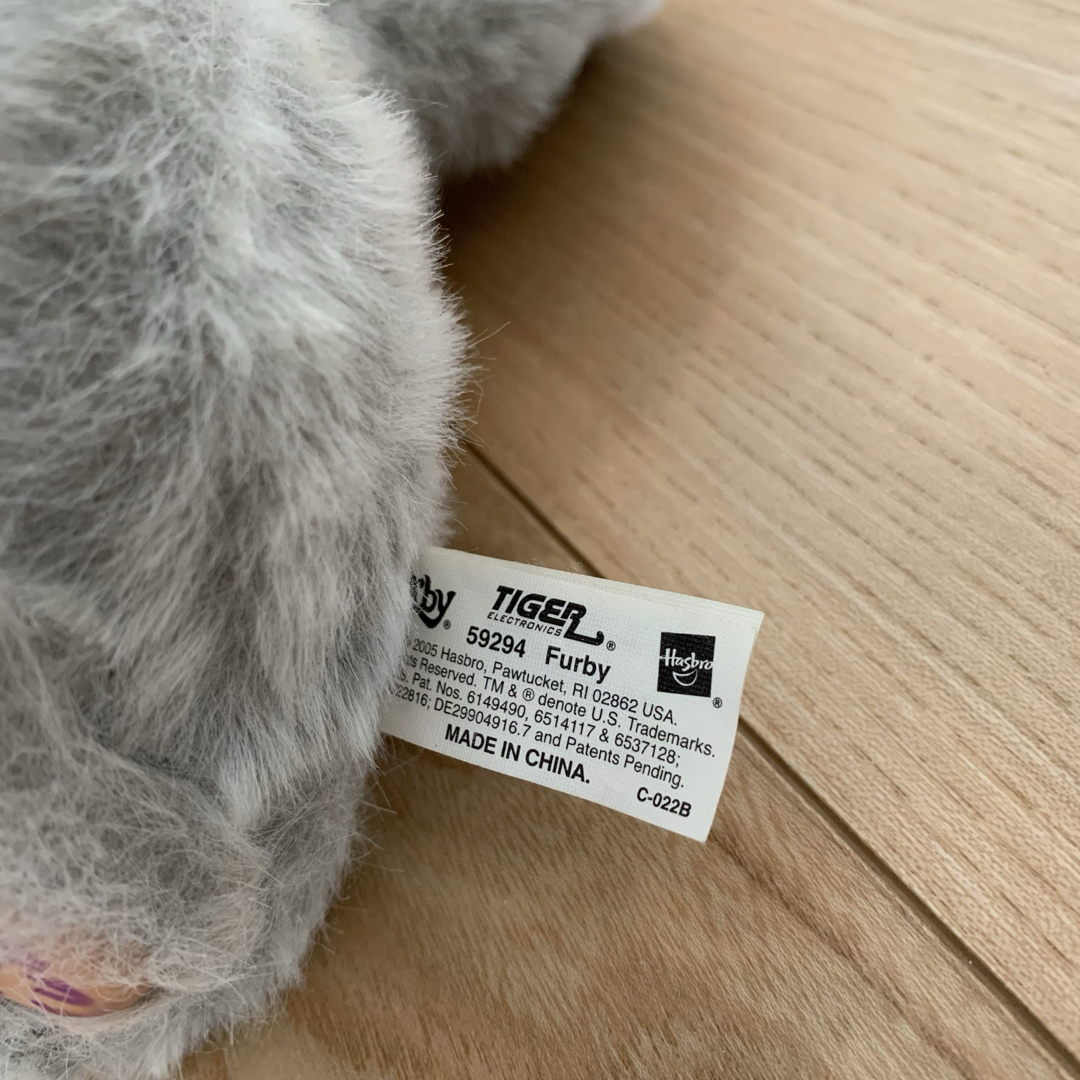 TIGER
ELECTRONICS ®
59294 Furby
Hasbro ®
2005 Hasbro, Pawtucket, RI 02862 USA.
Reserved. TM & ® denote U.S. Trademarks.
Pat. Nos. 6149490, 6514117 & 6537128;
22816; DE29904916.7 and Patents Pending.
MADE IN CHINA.
C-022B